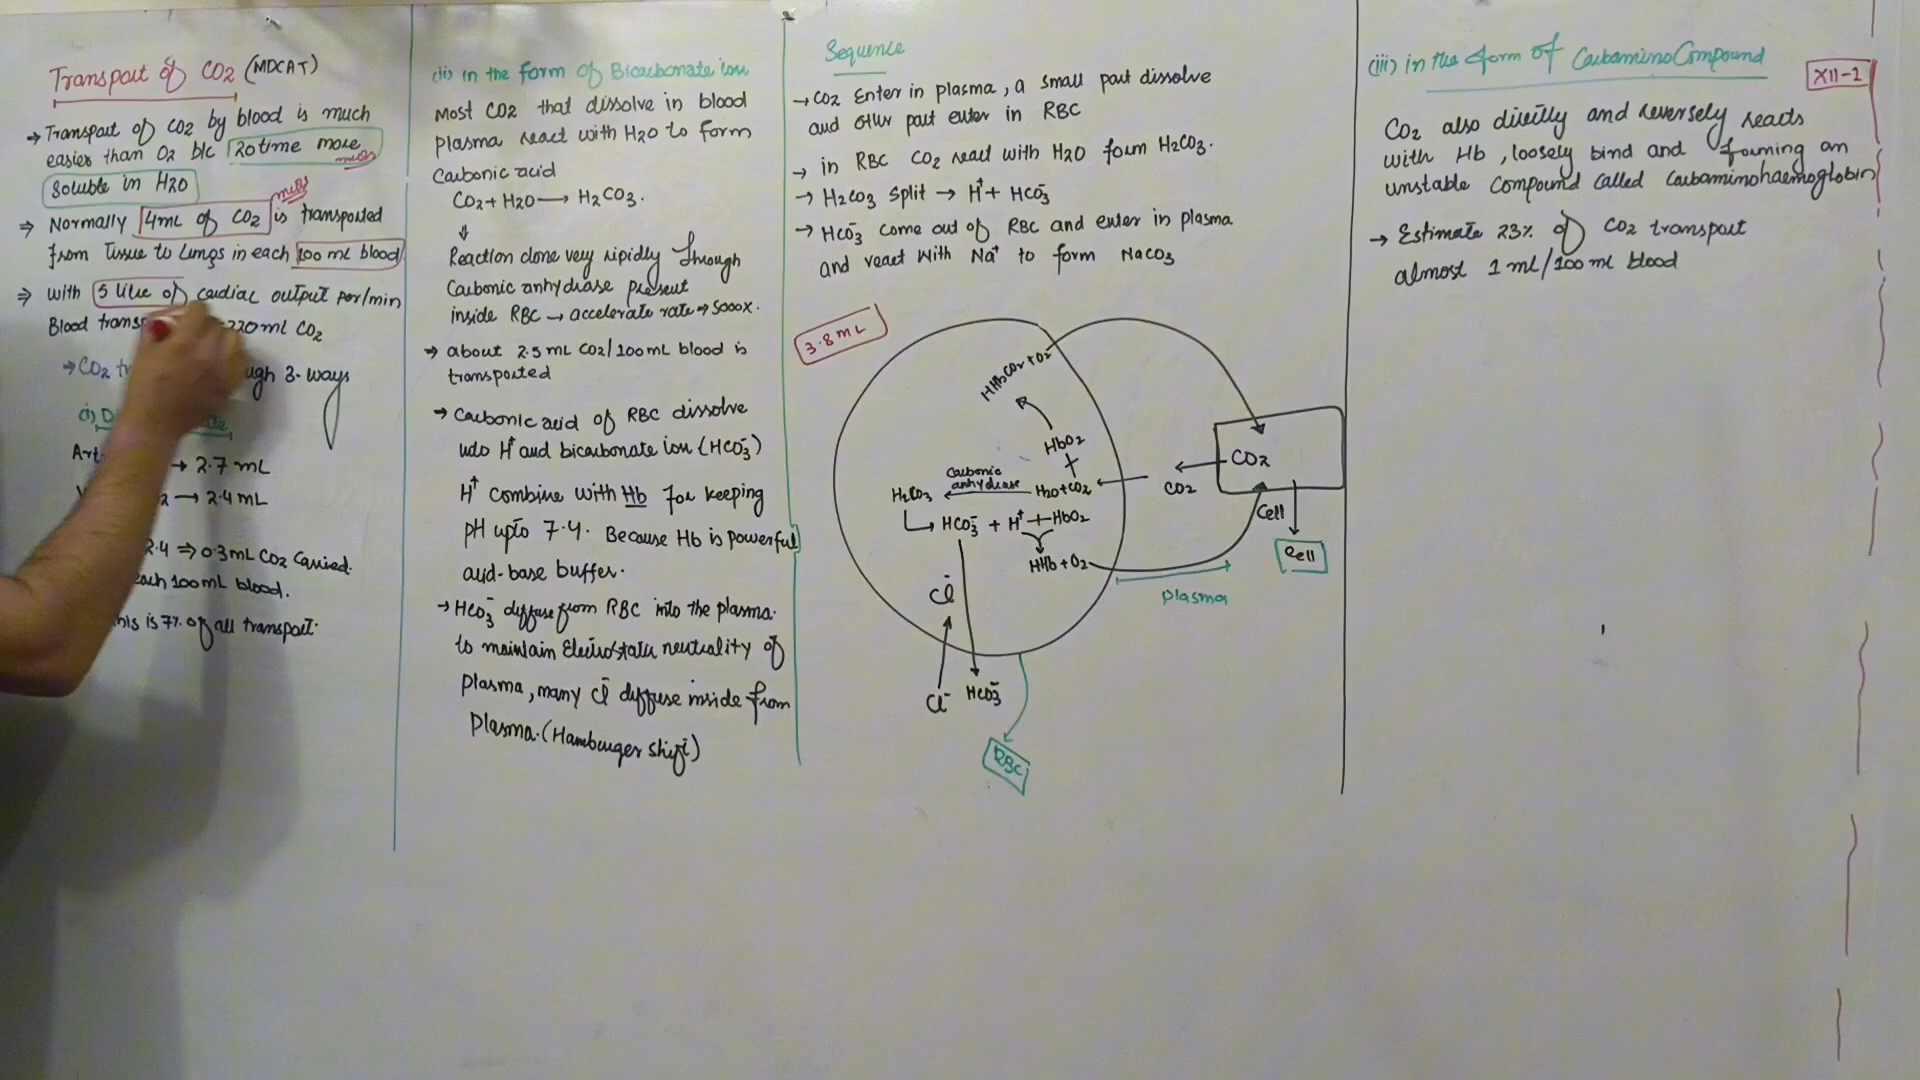 Transport of CO2 (MDCAT)
→ Transport of CO2 by blood is much
easier than O2 b/c 20 time more
mcqs
soluble in H2O
mcqs
⇒ Normally 4mL of CO2 is transported
from tissue to lungs in each 100 mL blood
⇒ with 5 litre of cardiac output per/min
Blood 220mL CO2
→ CO2 3-ways
(i)
→ 2.7 mL
→ 2.4 mL
2.4 ⇒ 0.3mL CO2 carried.
each 100mL blood.
this is 7% of all transport.
(ii) in the form of Bicarbonate ion
Most CO2 that dissolve in blood
plasma react with H2O to form
Carbonic acid
CO2 + H2O → H2CO3.
⇓
Reaction done very ripidly through
Carbonic anhydrase present
inside RBC → accelerate rate ⇒ 5000x.
→ about 2.5 mL CO2/100mL blood is
transported
→ Carbonic acid of RBC dissolve
into H+ and bicarbonate ion (HCO3-)
H+ combine with Hb for keeping
pH upto 7.4. Because Hb is powerful
acid-base buffer.
→ HCO3- diffuse from RBC into the plasma.
to maintain Electrostatic neutrality of
plasma, many Cl- diffuse inside from
Plasma. (Hamburger shift)
Sequence
→ CO2 Enter in plasma, a small part dissolve
and other part enter in RBC
→ in RBC CO2 react with H2O form H2CO3.
→ H2CO3 split → H+ + HCO3-
→ HCO3- come out of RBC and enter in plasma
and react with Na+ to form NaCO3
3.8 mL
HHbCO2 + O2
HbO2
+
Carbonic
anhydrase
H2CO3
H2O+CO2
CO2
CO2
HCO3- + H+ + HbO2
Cell
HHb + O2
Cell
Plasma
Cl-
Cl-
HCO3-
RBC
(iii) in the form of Carbamino Compound
XII-2
CO2 also directly and reversely reacts
with Hb, loosely bind and forming an
unstable compound called Carbaminohaemoglobin
→ Estimate 23% of CO2 transport
almost 1 ml/100 ml blood